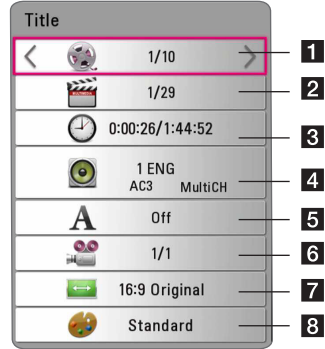 Title
1/10 1
1/29 2
0:00:26/1:44:52 3
1 ENG
AC3 MultiCH 4
A Off 5
1/1 6
16:9 Original 7
Standard 8